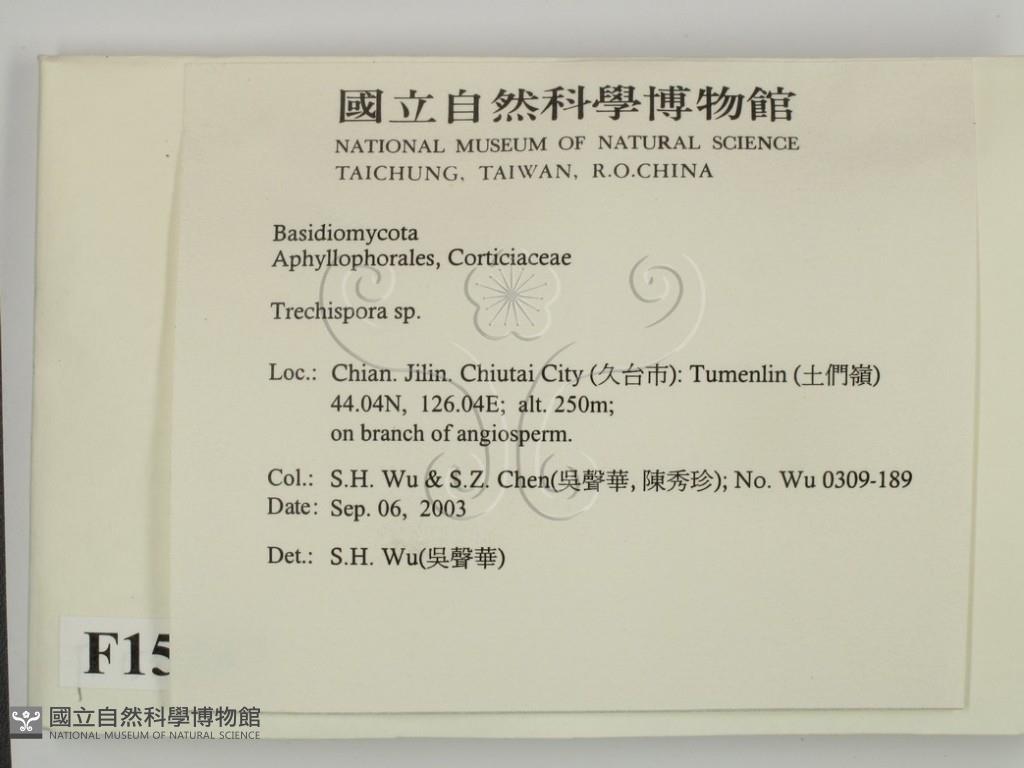 國立自然科學博物館
NATIONAL MUSEUM OF NATURAL SCIENCE
TAICHUNG, TAIWAN, R.O.CHINA
Basidiomycota
Aphyllophorales, Corticiaceae
Trechispora sp.
Loc.: Chian. Jilin. Chiutai City (久台市): Tumenlin (土們嶺)
44.04N, 126.04E; alt. 250m;
on branch of angiosperm.
Col.: S.H. Wu & S.Z. Chen(吳聲華, 陳秀珍); No. Wu 0309-189
Date: Sep. 06, 2003
Det.: S.H. Wu(吳聲華)
F15
國立自然科學博物館
NATIONAL MUSEUM OF NATURAL SCIENCE